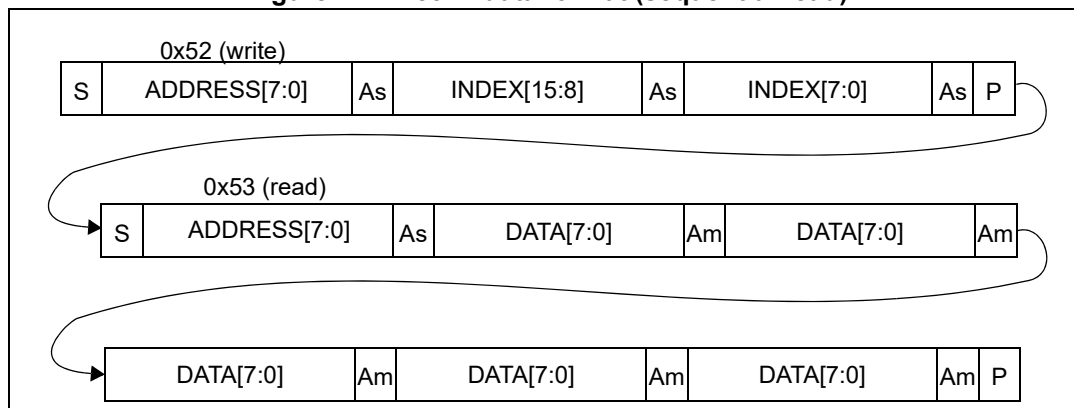 0x52 (write)
S ADDRESS[7:0] As INDEX[15:8] As INDEX[7:0] As P
0x53 (read)
S ADDRESS[7:0] As DATA[7:0] Am DATA[7:0] Am
DATA[7:0] Am DATA[7:0] Am DATA[7:0] Am P